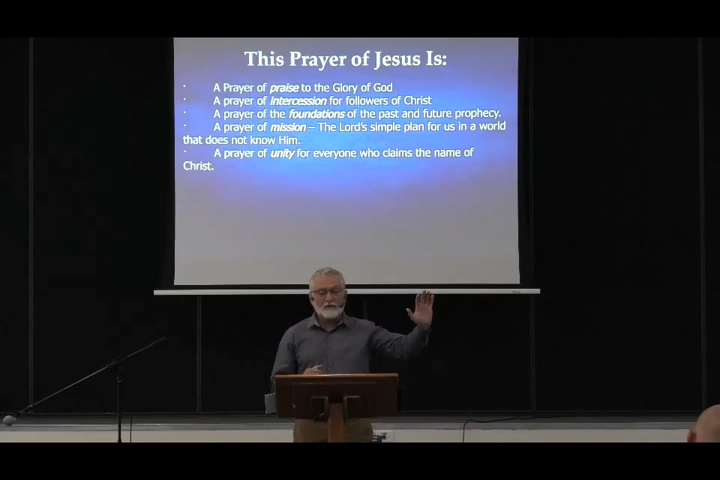 This Prayer of Jesus Is:
· A Prayer of praise to the Glory of God
· A prayer of intercession for followers of Christ
· A prayer of the foundations of the past and future prophecy.
· A prayer of mission – The Lord's simple plan for us in a world
that does not know Him.
· A prayer of unity for everyone who claims the name of
Christ.